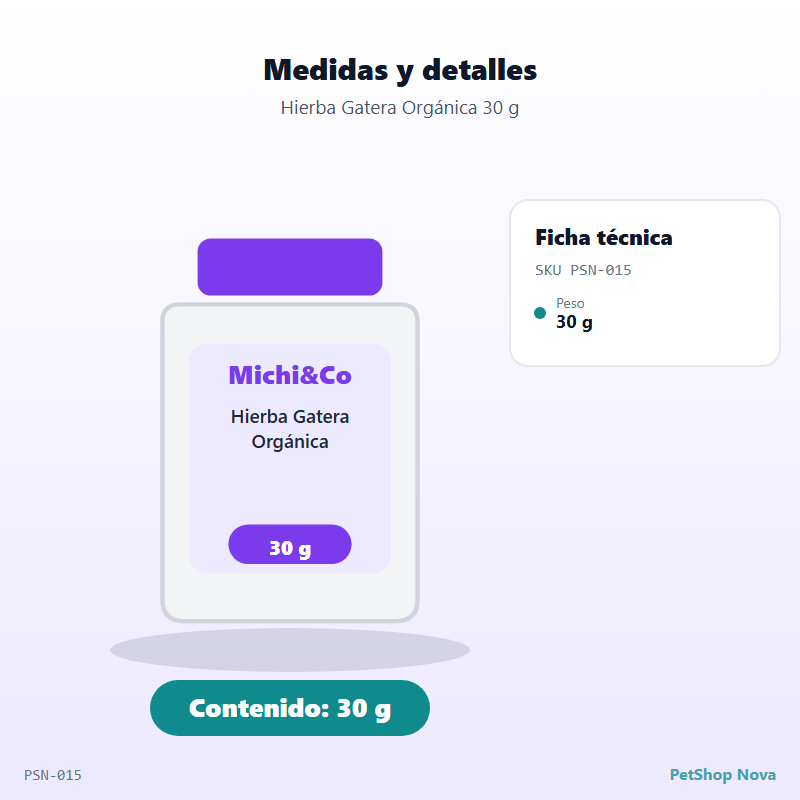 Medidas y detalles
Hierba Gatera Orgánica 30 g
Ficha técnica
SKU PSN-015
Peso
30 g
Michi&Co
Hierba Gatera
Orgánica
30 g
Contenido: 30 g
PSN-015
PetShop Nova